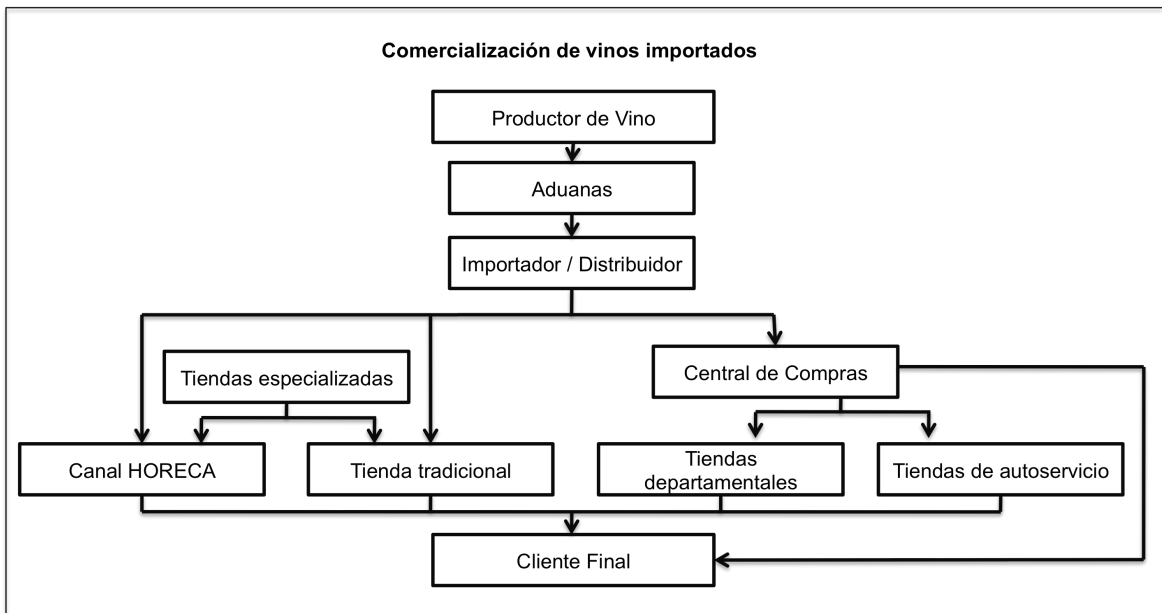 Comercialización de vinos importados
Productor de Vino
Aduanas
Importador / Distribuidor
Tiendas especializadas
Central de Compras
Canal HORECA
Tienda tradicional
Tiendas
departamentales
Tiendas de autoservicio
Cliente Final